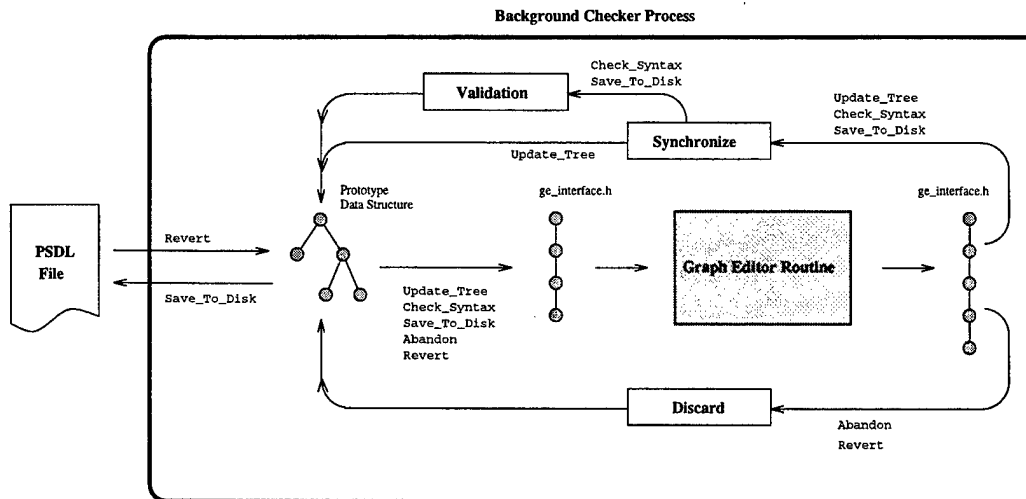 Background Checker Process
Check_Syntax
Save_To_Disk
Validation
Update_Tree
Check_Syntax
Save_To_Disk
Synchronize
Update_Tree
Prototype
Data Structure
ge_interface.h
ge_interface.h
PSDL
File
Revert
Save_To_Disk
Graph Editor Routine
Update_Tree
Check_Syntax
Save_To_Disk
Abandon
Revert
Discard
Abandon
Revert